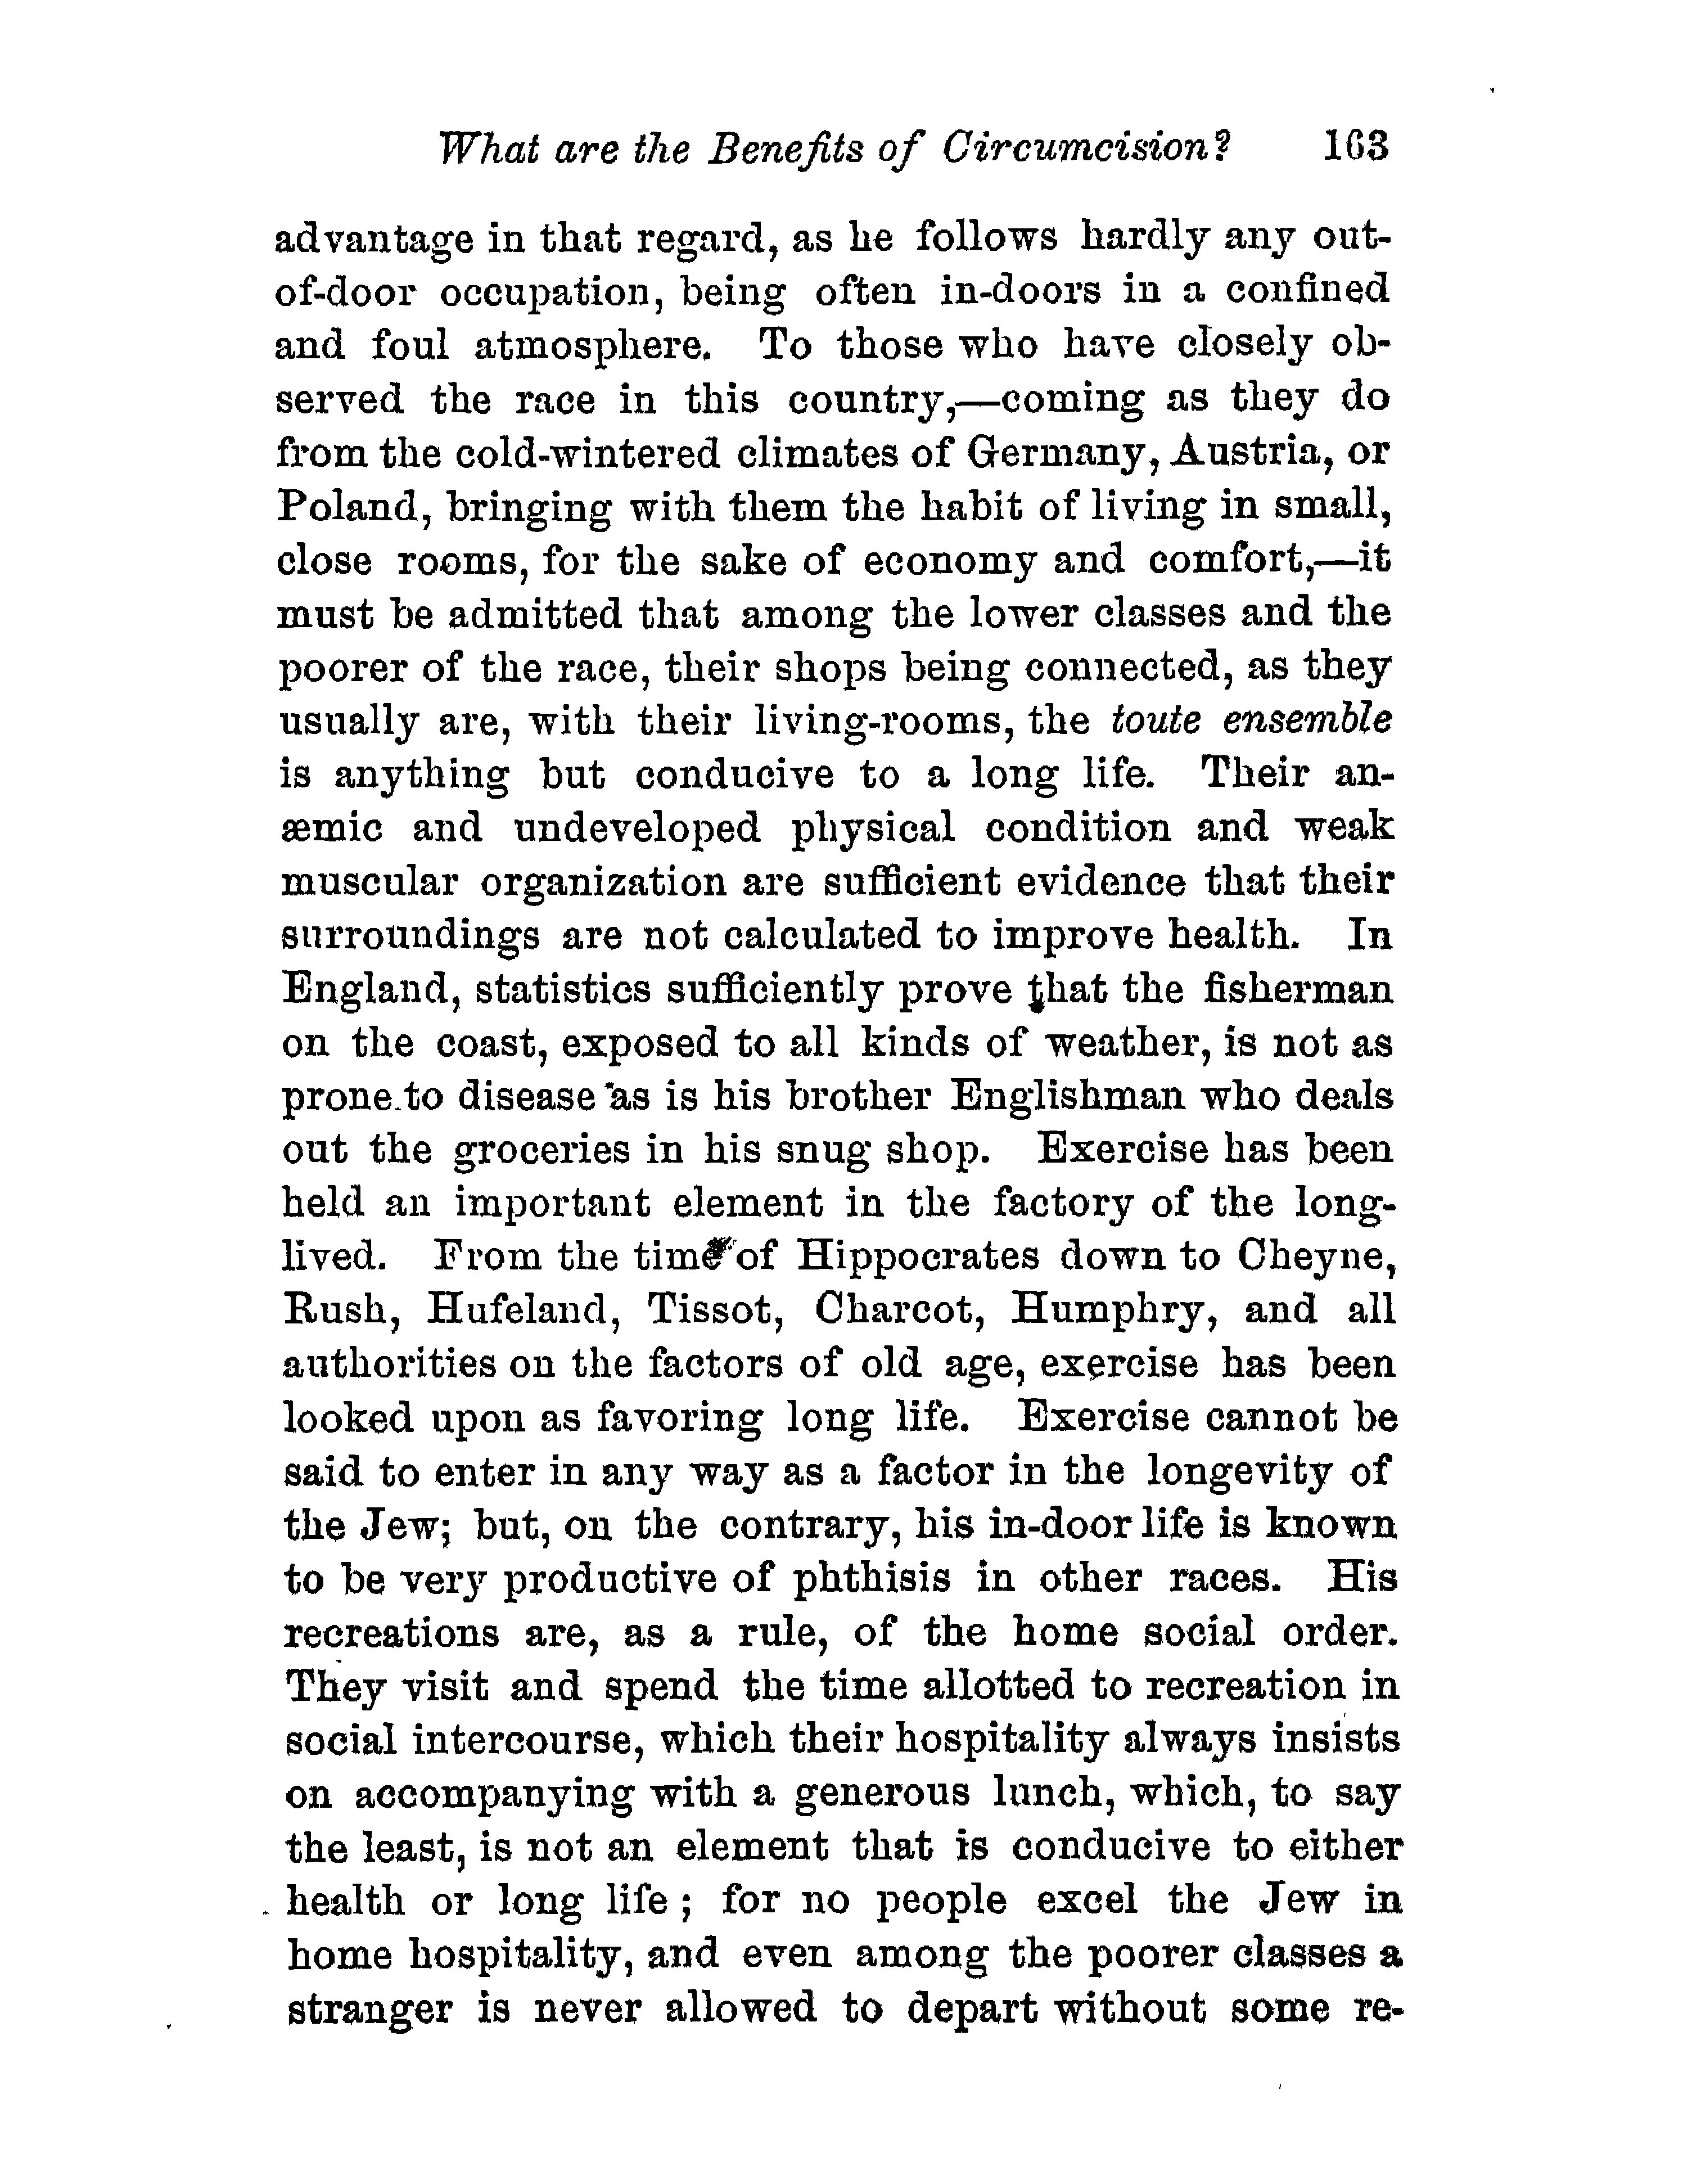 What are the Benefits of Circumcision? 163
advantage in that regard, as he follows hardly any out-
of-door occupation, being often in-doors in a confined
and foul atmosphere. To those who have closely ob-
served the race in this country,—coming as they do
from the cold-wintered climates of Germany, Austria, or
Poland, bringing with them the habit of living in small,
close rooms, for the sake of economy and comfort,—it
must be admitted that among the lower classes and the
poorer of the race, their shops being connected, as they
usually are, with their living-rooms, the toute ensemble
is anything but conducive to a long life. Their an-
æmic and undeveloped physical condition and weak
muscular organization are sufficient evidence that their
surroundings are not calculated to improve health. In
England, statistics sufficiently prove that the fisherman
on the coast, exposed to all kinds of weather, is not as
prone to disease as is his brother Englishman who deals
out the groceries in his snug shop. Exercise has been
held an important element in the factory of the long-
lived. From the time of Hippocrates down to Cheyne,
Rush, Hufeland, Tissot, Charcot, Humphry, and all
authorities on the factors of old age, exercise has been
looked upon as favoring long life. Exercise cannot be
said to enter in any way as a factor in the longevity of
the Jew; but, on the contrary, his in-door life is known
to be very productive of phthisis in other races. His
recreations are, as a rule, of the home social order.
They visit and spend the time allotted to recreation in
social intercourse, which their hospitality always insists
on accompanying with a generous lunch, which, to say
the least, is not an element that is conducive to either
health or long life; for no people excel the Jew in
home hospitality, and even among the poorer classes a
stranger is never allowed to depart without some re-